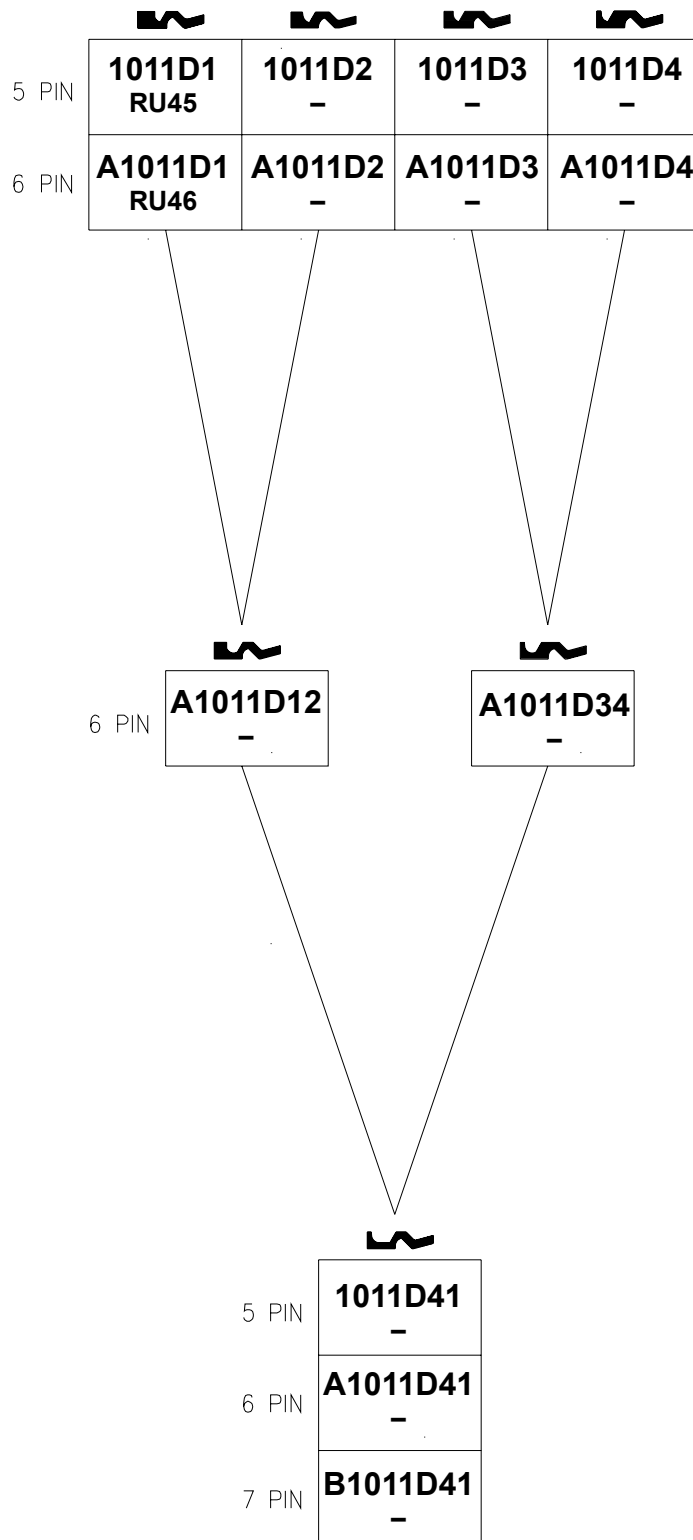 5 PIN 1011D1 1011D2 1011D3 1011D4
RU45 – – –
6 PIN A1011D1 A1011D2 A1011D3 A1011D4
RU46 – – –
6 PIN A1011D12 A1011D34
– –
5 PIN 1011D41
–
6 PIN A1011D41
–
7 PIN B1011D41
–